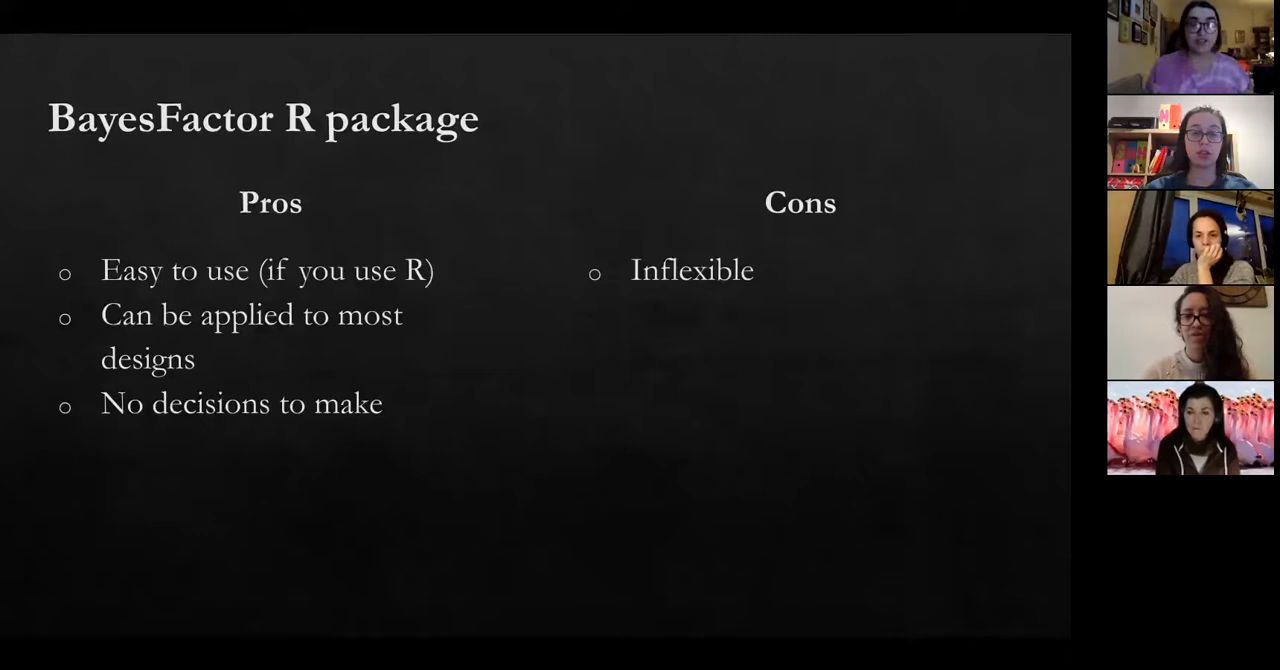 BayesFactor R package
Pros
Easy to use (if you use R)
Can be applied to most
designs
No decisions to make
Cons
Inflexible